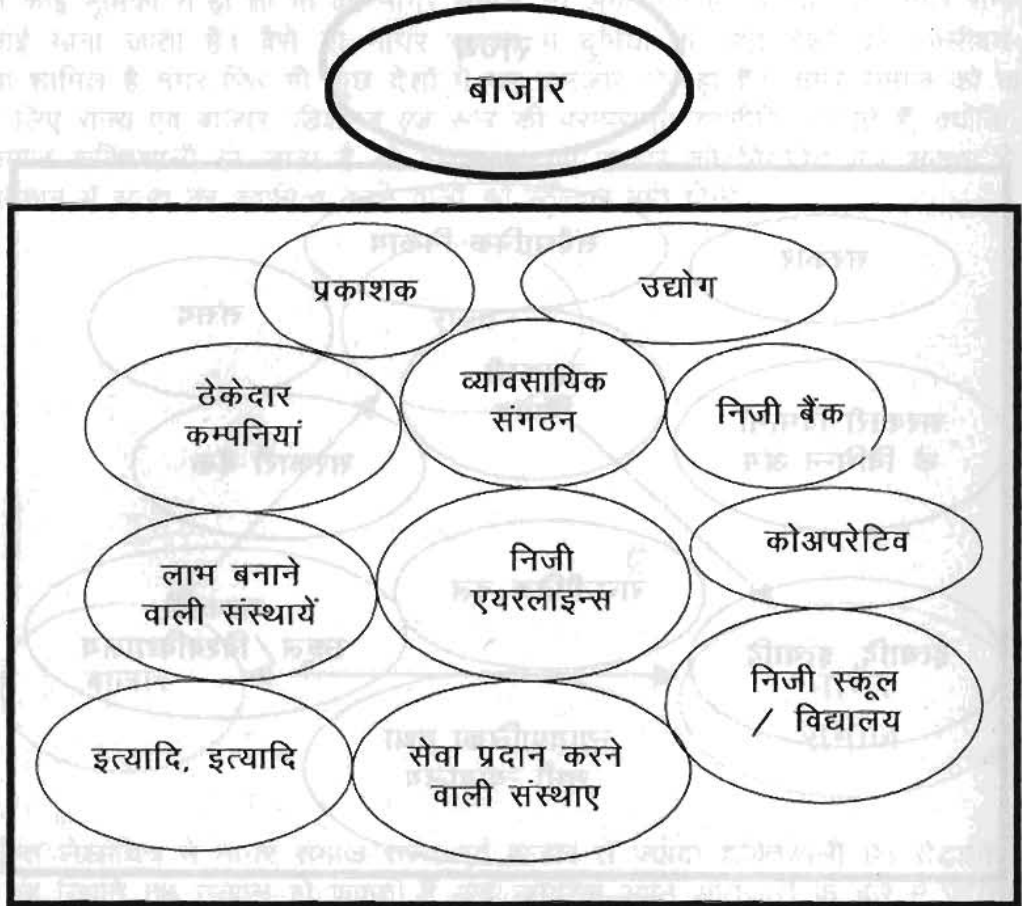 बाजार
प्रकाशक
उद्योग
ठेकेदार
कम्पनियां
व्यावसायिक
संगठन
निजी बैंक
लाभ बनाने
वाली संस्थायें
निजी
एयरलाइन्स
कोअपरेटिव
निजी स्कूल
/ विद्यालय
इत्यादि, इत्यादि
सेवा प्रदान करने
वाली संस्थाए